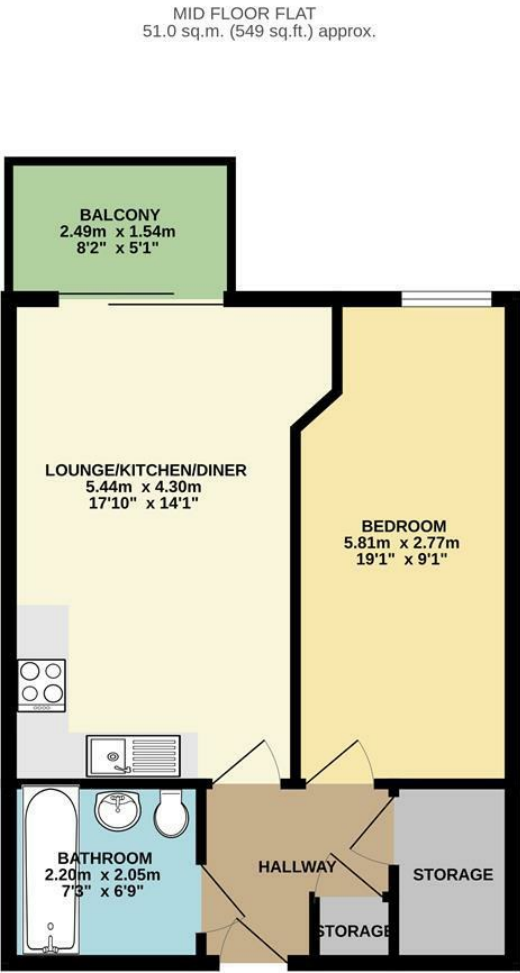 MID FLOOR FLAT
51.0 sq.m. (549 sq.ft.) approx.
BALCONY
2.49m x 1.54m
8'2" x 5'1"
LOUNGE/KITCHEN/DINER
5.44m x 4.30m
17'10" x 14'1"
BEDROOM
5.81m x 2.77m
19'1" x 9'1"
BATHROOM
2.20m x 2.05m
7'3" x 6'9"
HALLWAY
STORAGE
STORAGE